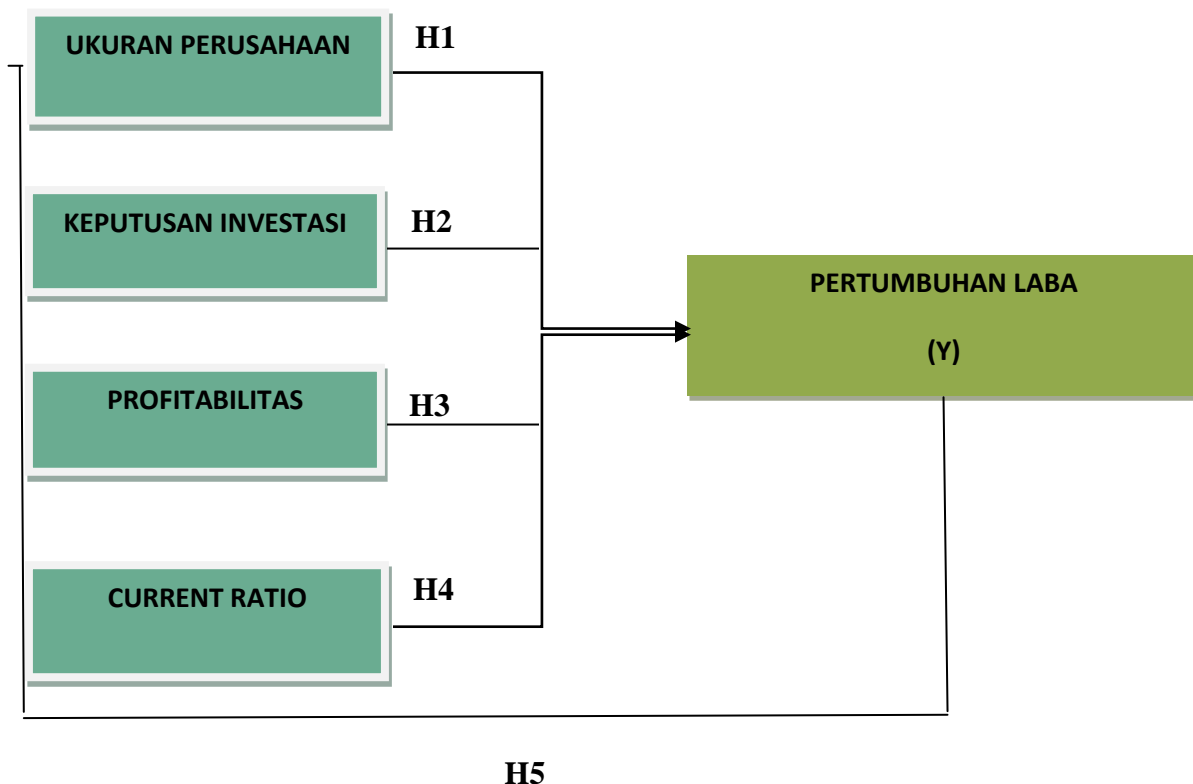 UKURAN PERUSAHAAN
H1
KEPUTUSAN INVESTASI
H2
PERTUMBUHAN LABA
(Y)
PROFITABILITAS
H3
CURRENT RATIO
H4
H5